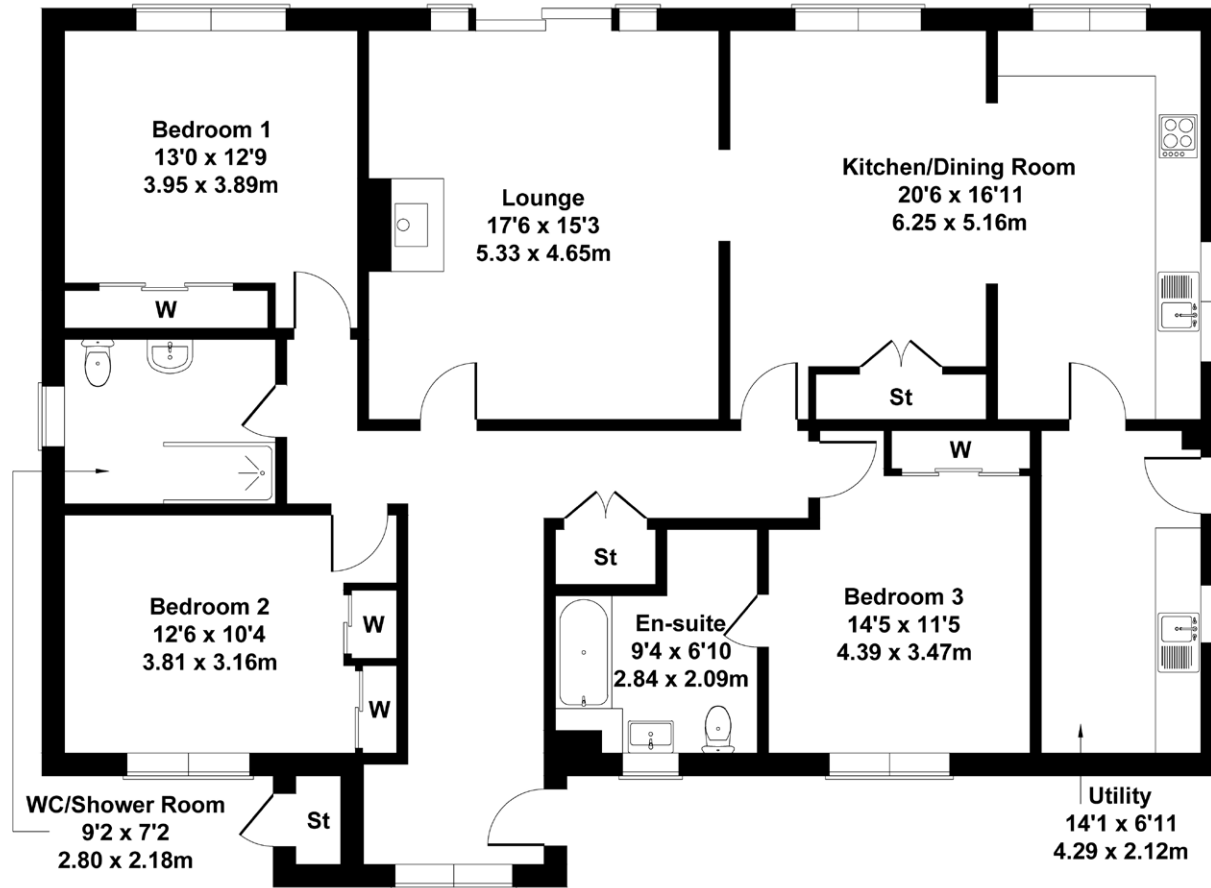 Bedroom 1
13'0 x 12'9
3.95 x 3.89m
Lounge
17'6 x 15'3
5.33 x 4.65m
Kitchen/Dining Room
20'6 x 16'11
6.25 x 5.16m
W
St
W
St
Bedroom 2
12'6 x 10'4
3.81 x 3.16m
W
W
En-suite
9'4 x 6'10
2.84 x 2.09m
Bedroom 3
14'5 x 11'5
4.39 x 3.47m
WC/Shower Room
9'2 x 7'2
2.80 x 2.18m
St
Utility
14'1 x 6'11
4.29 x 2.12m